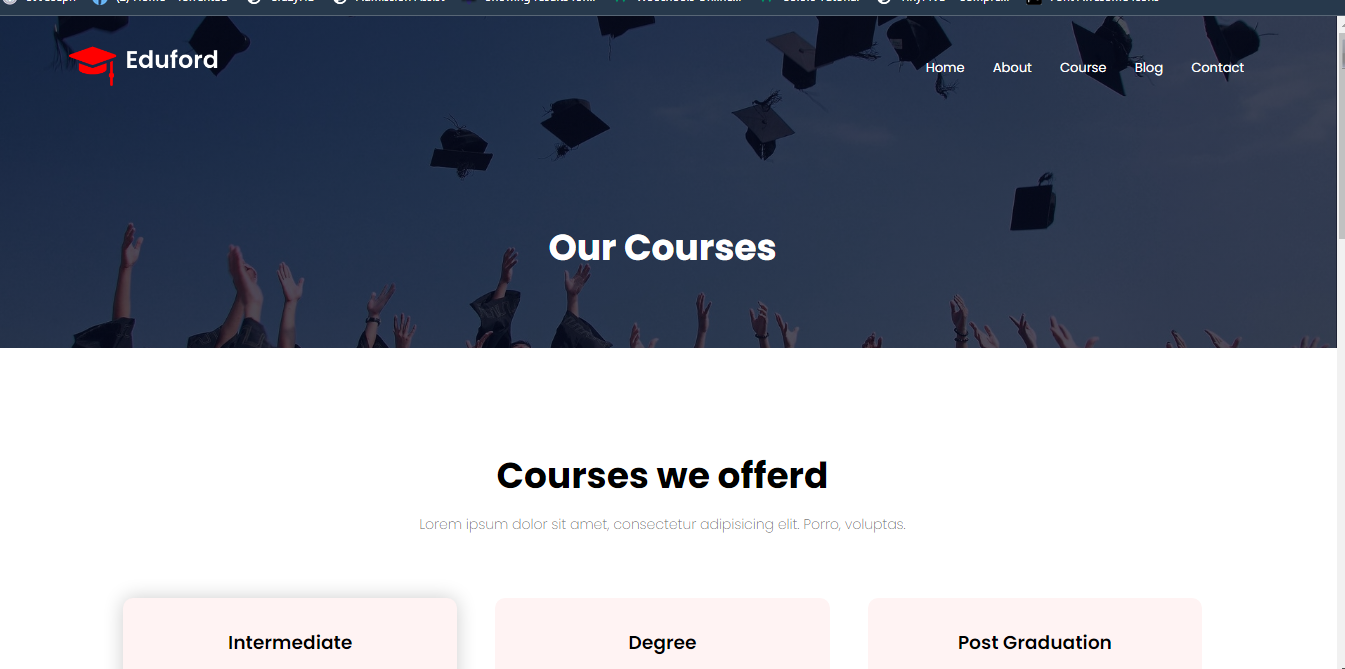 Eduford
Home About Course Blog Contact
Our Courses
Courses we offerd
Lorem ipsum dolor sit amet, consectetur adipisicing elit. Porro, voluptas.
Intermediate Degree Post Graduation